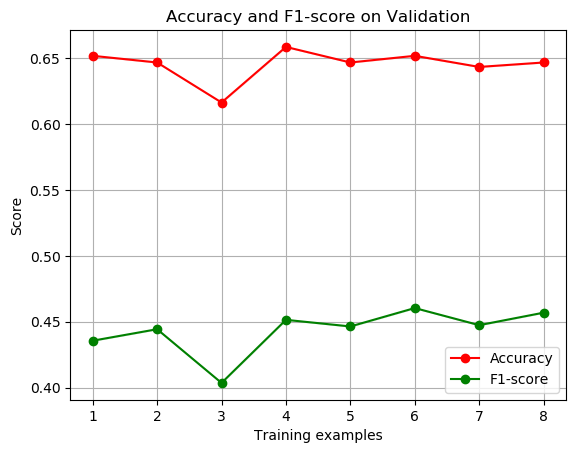 Accuracy and F1-score on Validation
Score
0.65
0.60
0.55
0.50
0.45
0.40
Accuracy
F1-score
1 2 3 4 5 6 7 8
Training examples